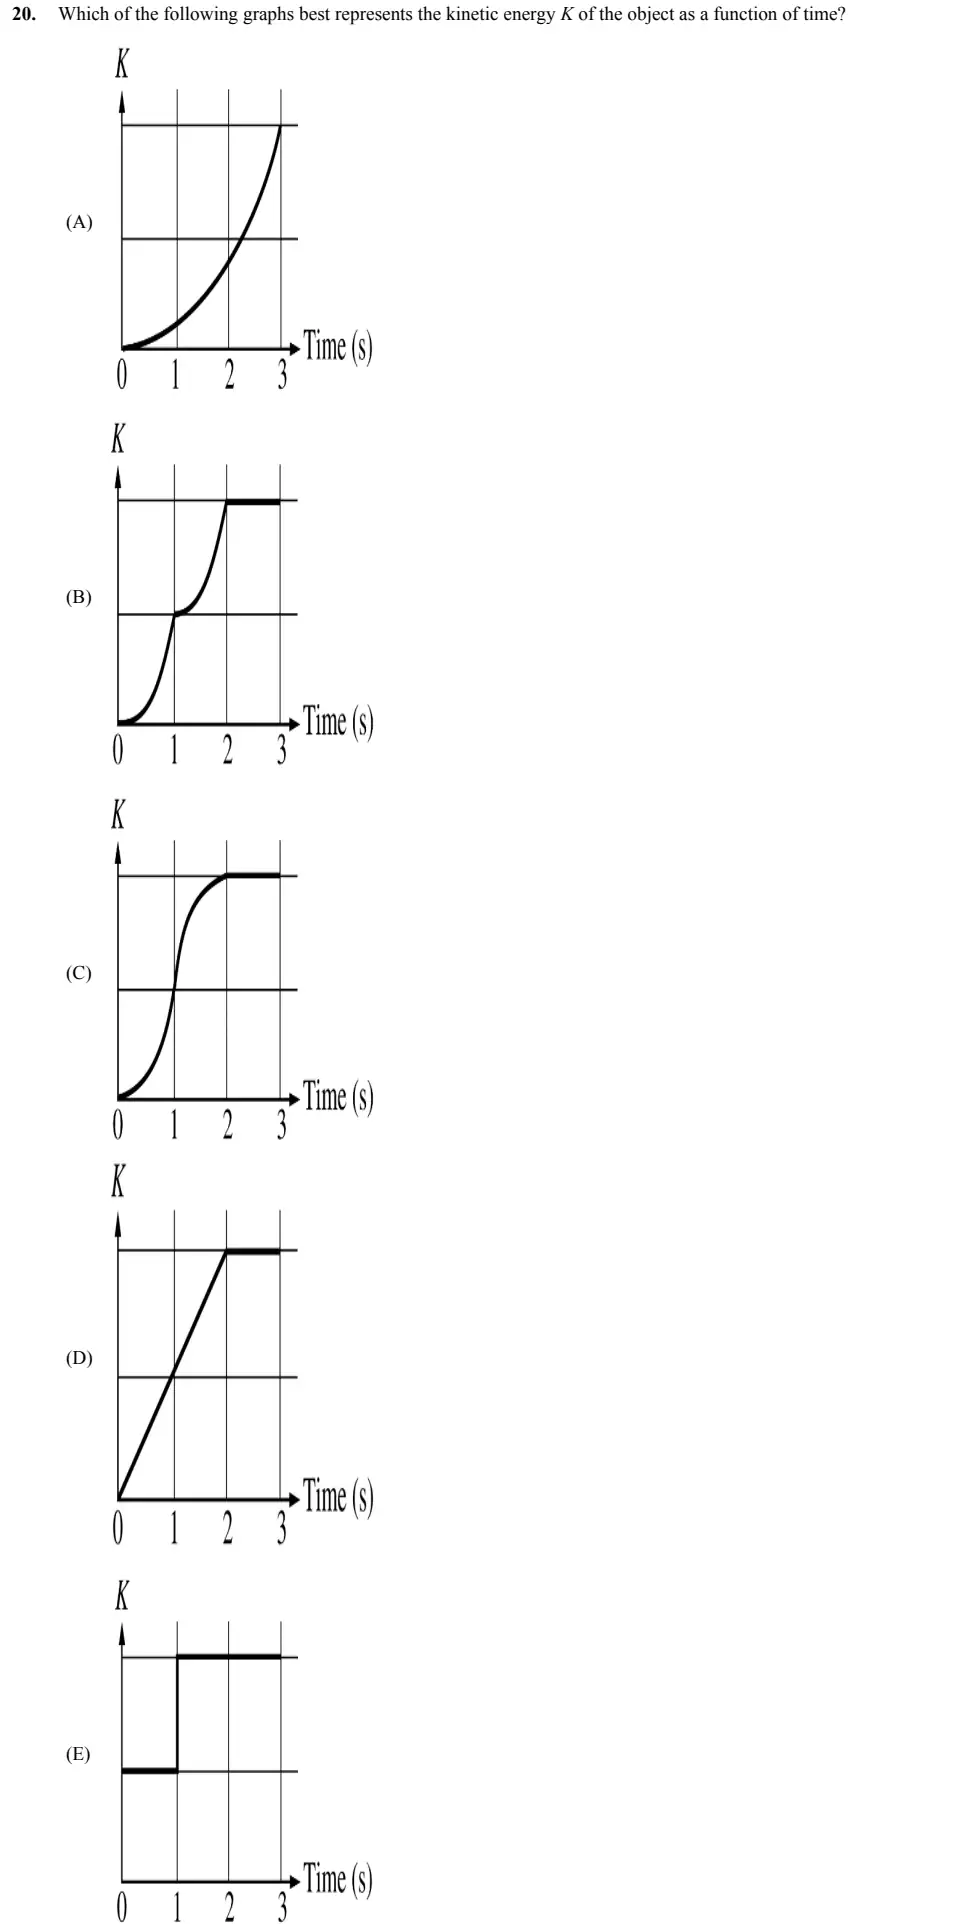 20. Which of the following graphs best represents the kinetic energy K of the object as a function of time?
K
(A)
Time (s)
0 1 2 3
K
(B)
Time (s)
0 1 2 3
K
(C)
Time (s)
0 1 2 3
K
(D)
Time (s)
0 1 2 3
K
(E)
Time (s)
0 1 2 3